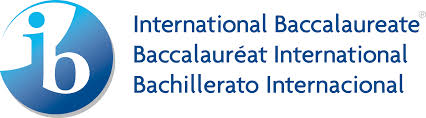 ib
International Baccalaureate®
Baccalauréat International
Bachillerato Internacional